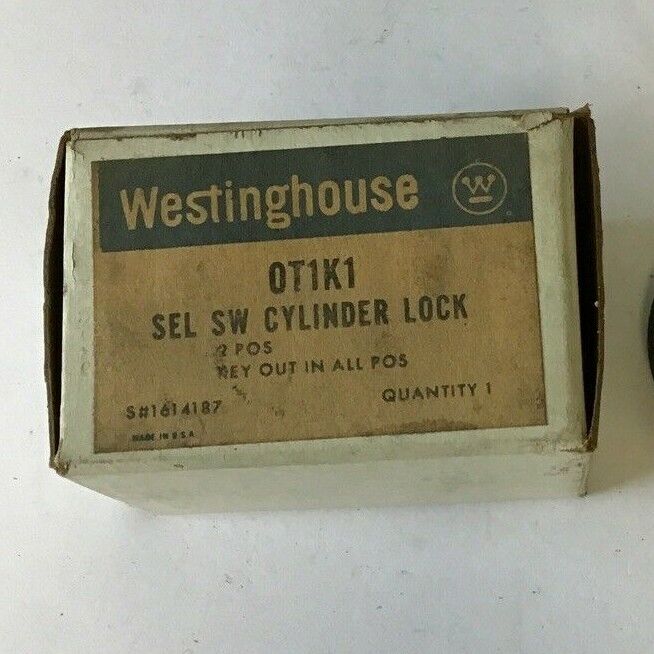 Westinghouse W
OT1K1
SEL SW CYLINDER LOCK
2 POS
KEY OUT IN ALL POS
S#1614187 QUANTITY 1
MADE IN U.S.A.